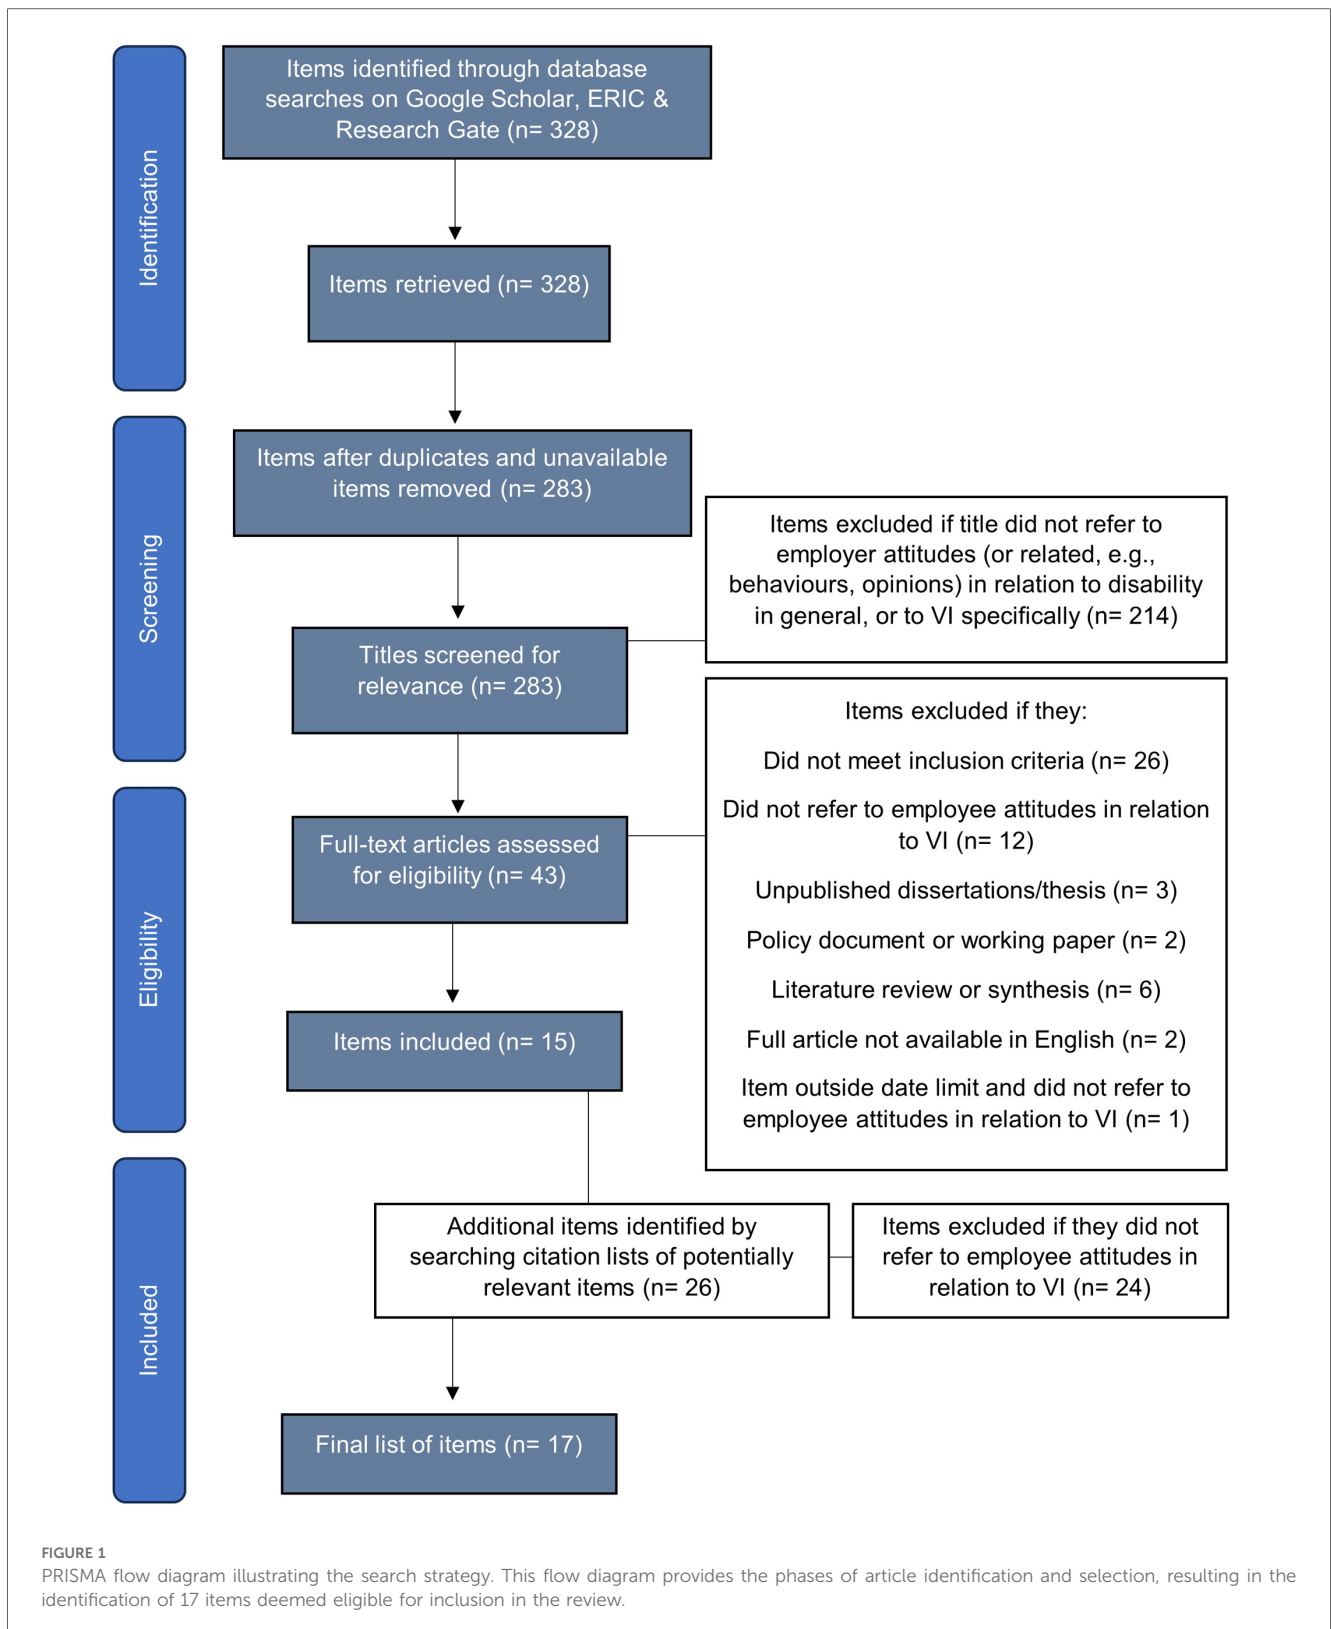 Identification
Items identified through database
searches on Google Scholar, ERIC &
Research Gate (n= 328)
Items retrieved (n= 328)
Screening
Items after duplicates and unavailable
items removed (n= 283)
Items excluded if title did not refer to
employer attitudes (or related, e.g.,
behaviours, opinions) in relation to disability
in general, or to VI specifically (n= 214)
Titles screened for
relevance (n= 283)
Eligibility
Full-text articles assessed
for eligibility (n= 43)
Items excluded if they:
Did not meet inclusion criteria (n= 26)
Did not refer to employee attitudes in relation
to VI (n= 12)
Unpublished dissertations/thesis (n= 3)
Policy document or working paper (n= 2)
Literature review or synthesis (n= 6)
Full article not available in English (n= 2)
Item outside date limit and did not refer to
employee attitudes in relation to VI (n= 1)
Items included (n= 15)
Included
Additional items identified by
searching citation lists of potentially
relevant items (n= 26)
Items excluded if they did not
refer to employee attitudes in
relation to VI (n= 24)
Final list of items (n= 17)
FIGURE 1
PRISMA flow diagram illustrating the search strategy. This flow diagram provides the phases of article identification and selection, resulting in the
identification of 17 items deemed eligible for inclusion in the review.